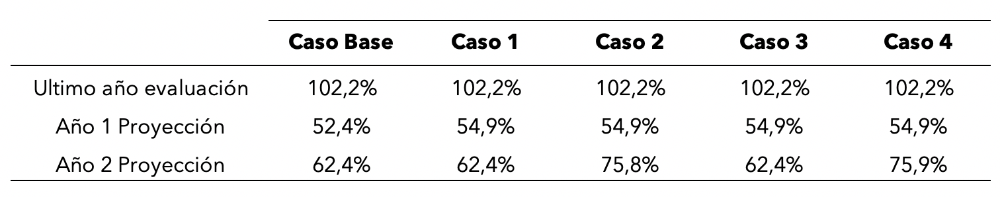 Caso Base Caso 1 Caso 2 Caso 3 Caso 4
Ultimo año evaluación 102,2% 102,2% 102,2% 102,2% 102,2%
Año 1 Proyección 52,4% 54,9% 54,9% 54,9% 54,9%
Año 2 Proyección 62,4% 62,4% 75,8% 62,4% 75,9%